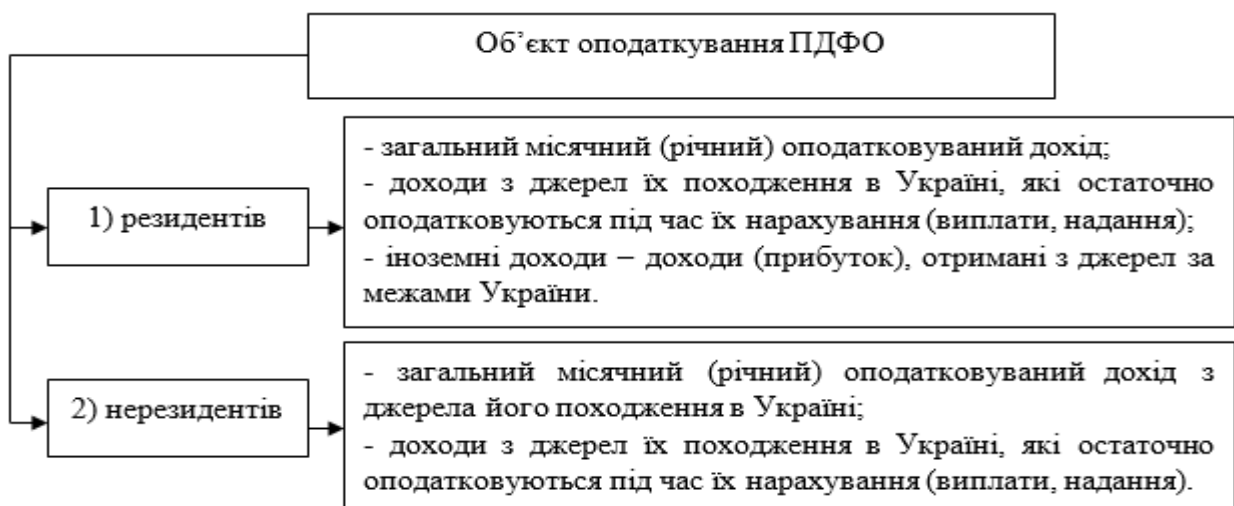 Об’єкт оподаткування ПДФО
1) резидентів
- загальний місячний (річний) оподатковуваний дохід;
- доходи з джерел їх походження в Україні, які остаточно
оподатковуються під час їх нарахування (виплати, надання);
- іноземні доходи – доходи (прибуток), отримані з джерел за
межами України.
2) нерезидентів
- загальний місячний (річний) оподатковуваний дохід з
джерела його походження в Україні;
- доходи з джерел їх походження в Україні, які остаточно
оподатковуються під час їх нарахування (виплати, надання).